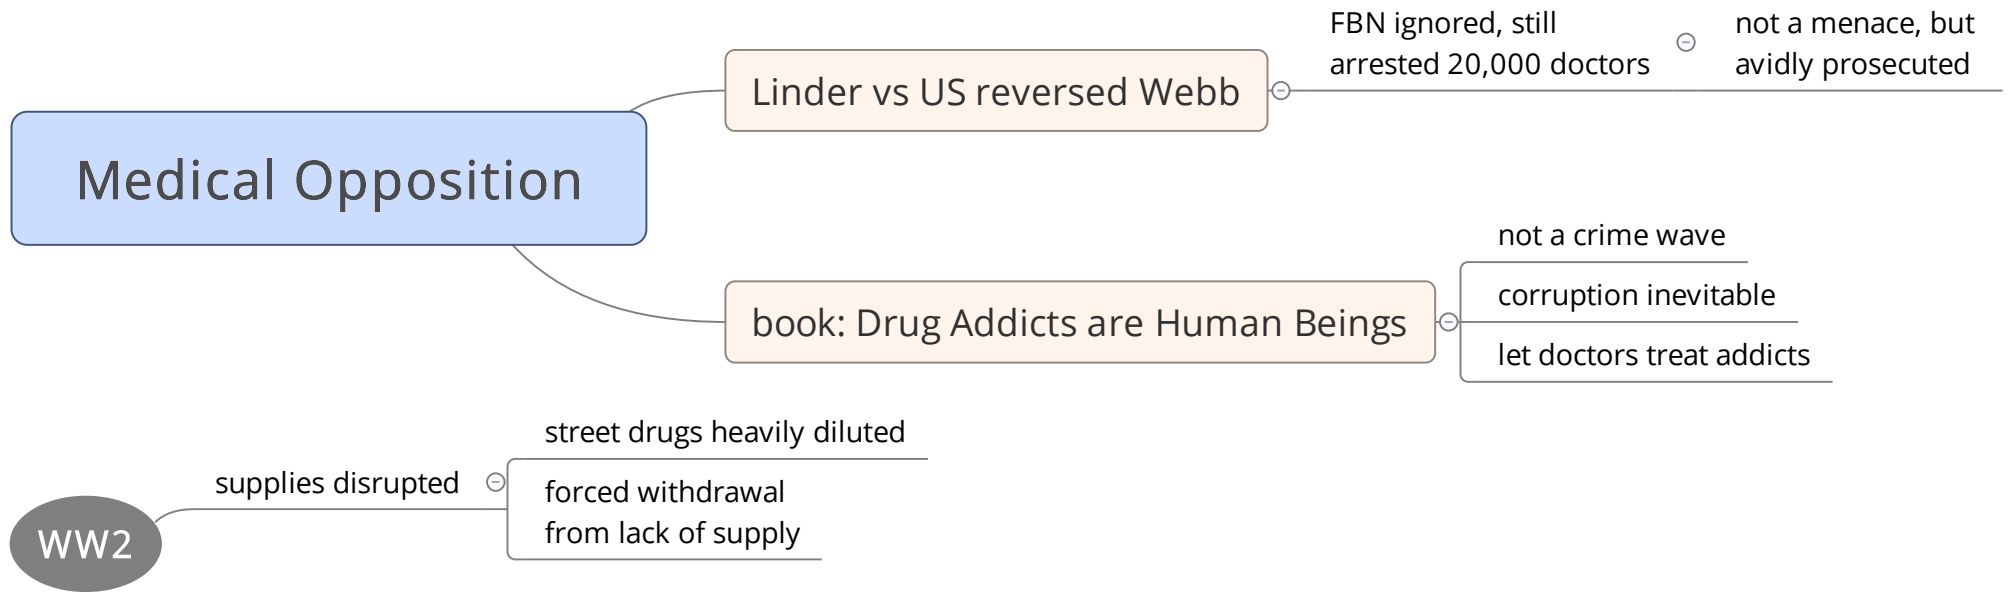 Medical Opposition
Linder vs US reversed Webb
FBN ignored, still
arrested 20,000 doctors
not a menace, but
avidly prosecuted
book: Drug Addicts are Human Beings
not a crime wave
corruption inevitable
let doctors treat addicts
WW2
supplies disrupted
street drugs heavily diluted
forced withdrawal
from lack of supply